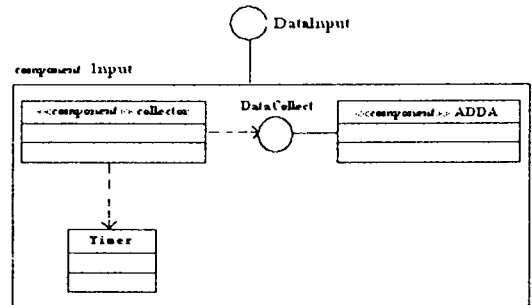 DataInput
component Input
<<component>> collector
DataCollect
<<component>> ADDA
Timer